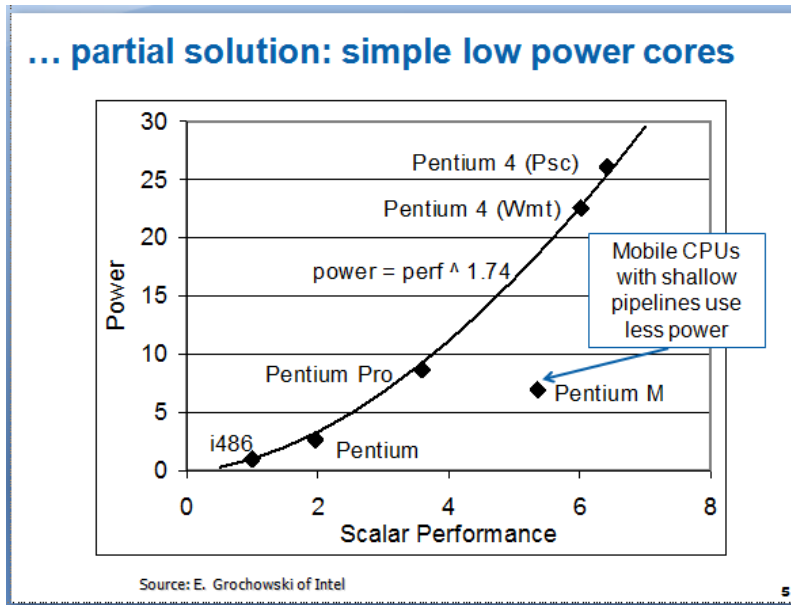 ... partial solution: simple low power cores
30
25
20
15
10
5
0
Power
Pentium 4 (Psc)
Pentium 4 (Wmt)
power = perf ^ 1.74
Mobile CPUs
with shallow
pipelines use
less power
Pentium Pro
Pentium M
i486
Pentium
0 2 4 6 8
Scalar Performance
Source: E. Grochowski of Intel
5